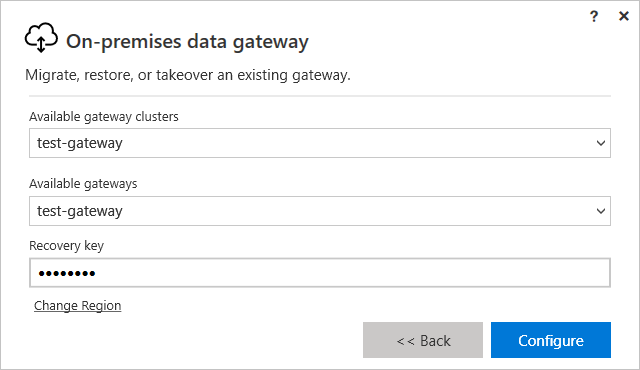 ? ×
On-premises data gateway
Migrate, restore, or takeover an existing gateway.
Available gateway clusters
test-gateway
Available gateways
test-gateway
Recovery key
••••••••
Change Region
<< Back Configure